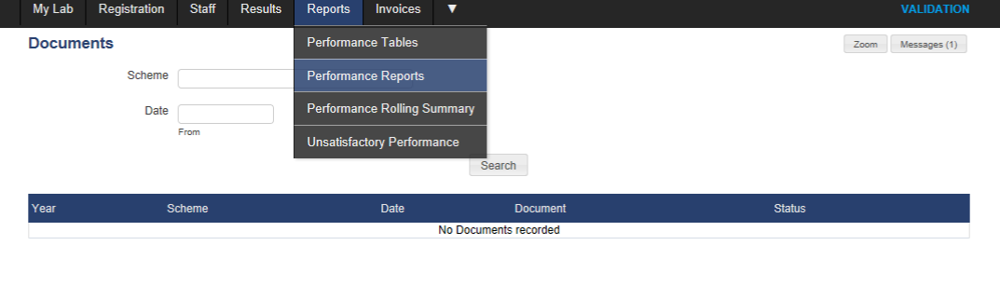 My Lab Registration Staff Results Reports Invoices ▼ VALIDATION
Documents
Zoom Messages (1)
Performance Tables
Scheme
Performance Reports
Date
Performance Rolling Summary
From
Unsatisfactory Performance
Search
Year Scheme Date Document Status
No Documents recorded